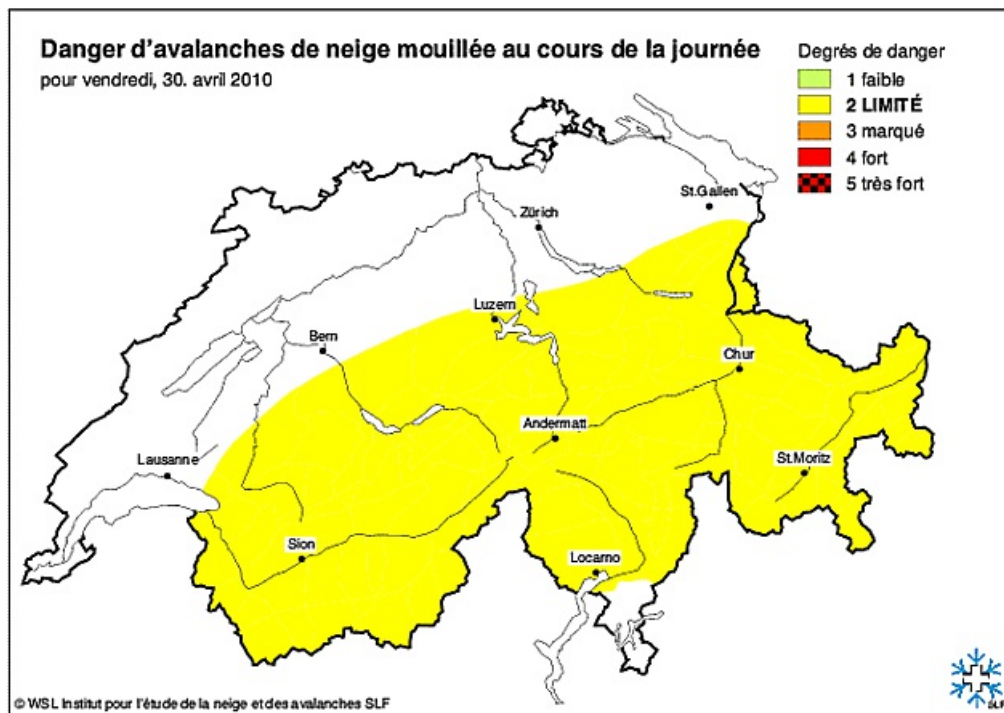 Danger d'avalanches de neige mouillée au cours de la journée
pour vendredi, 30. avril 2010
Degrés de danger
1 faible
2 LIMITÉ
3 marqué
4 fort
5 très fort
St.Gallen
Zürich
Luzern
Bern
Chur
Andermatt
Lausanne
St.Moritz
Sion
Locarno
© WSL Institut pour l'étude de la neige et des avalanches SLF
SLF